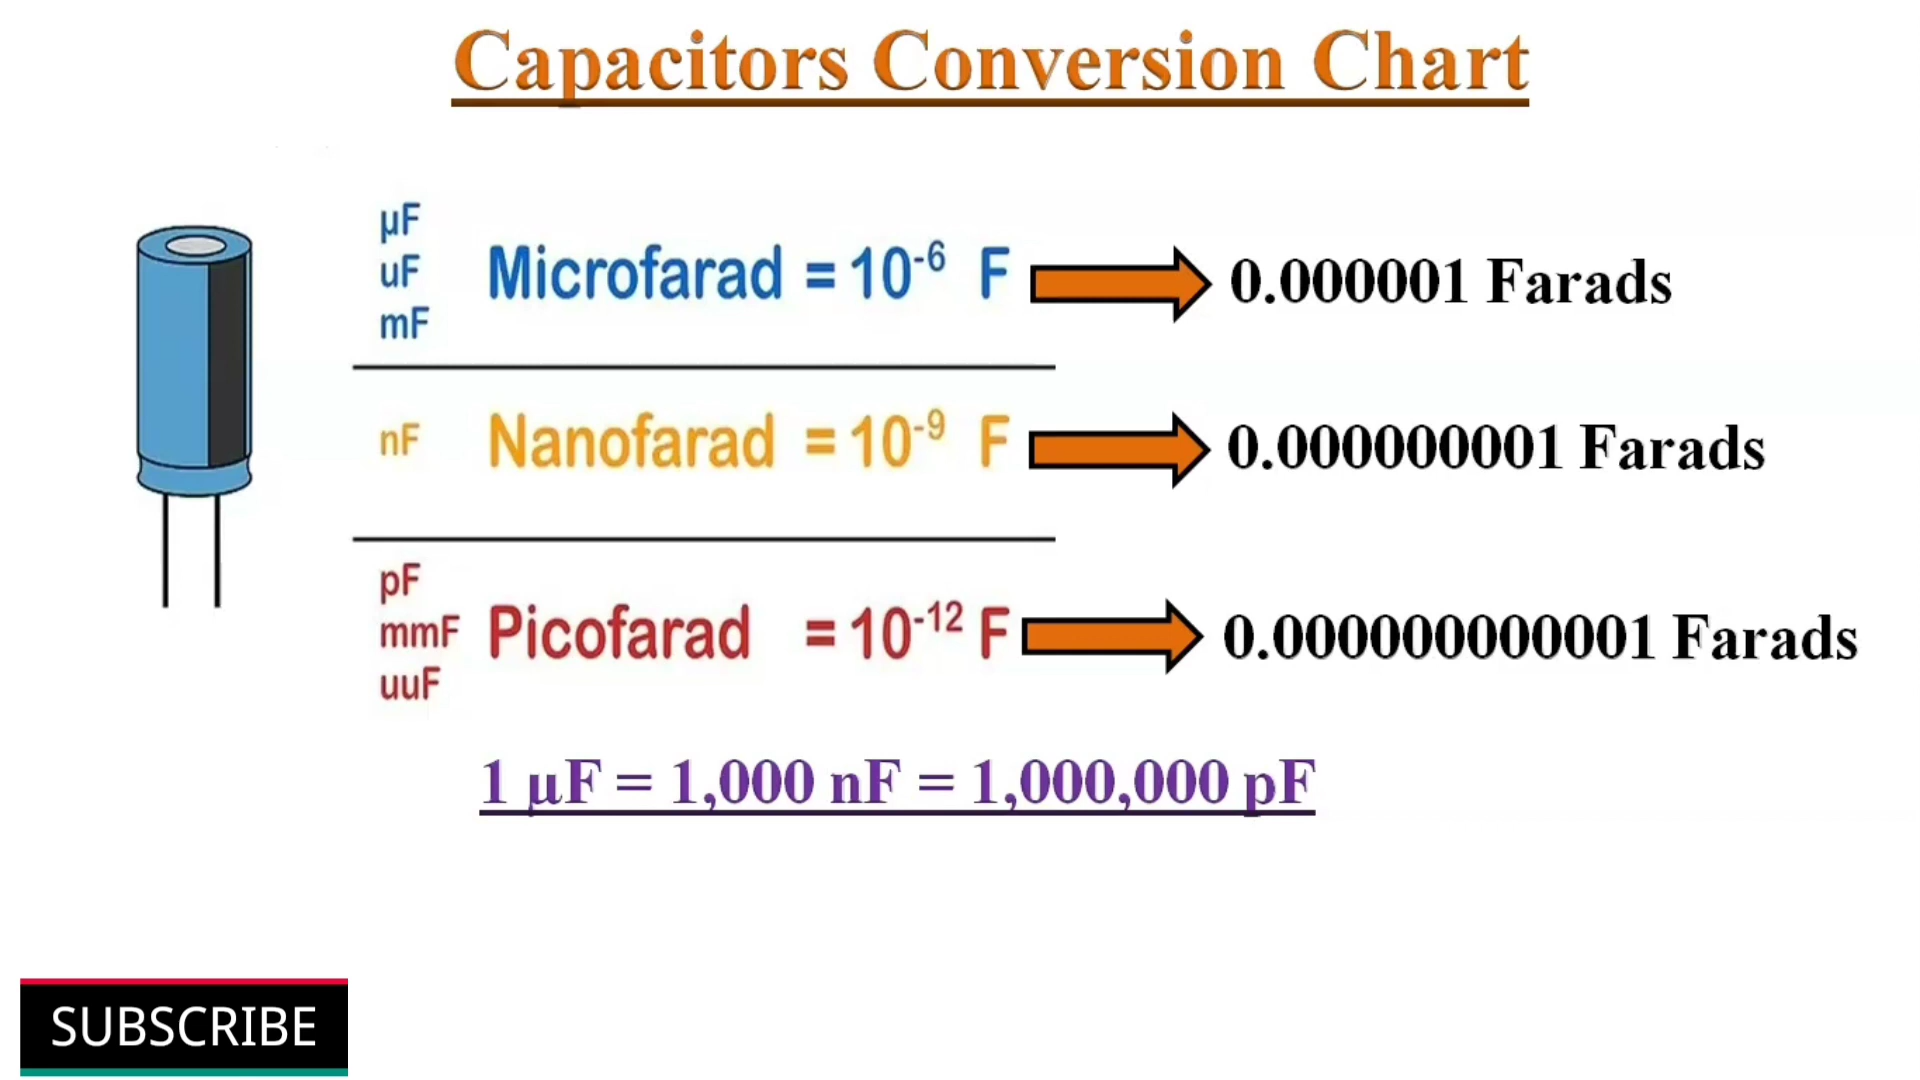 Capacitors Conversion Chart
µF
uF
mF
Microfarad = 10⁻⁶ F
0.000001 Farads
nF
Nanofarad = 10⁻⁹ F
0.000000001 Farads
pF
mmF
uuF
Picofarad = 10⁻¹² F
0.000000000001 Farads
1 µF = 1,000 nF = 1,000,000 pF
SUBSCRIBE